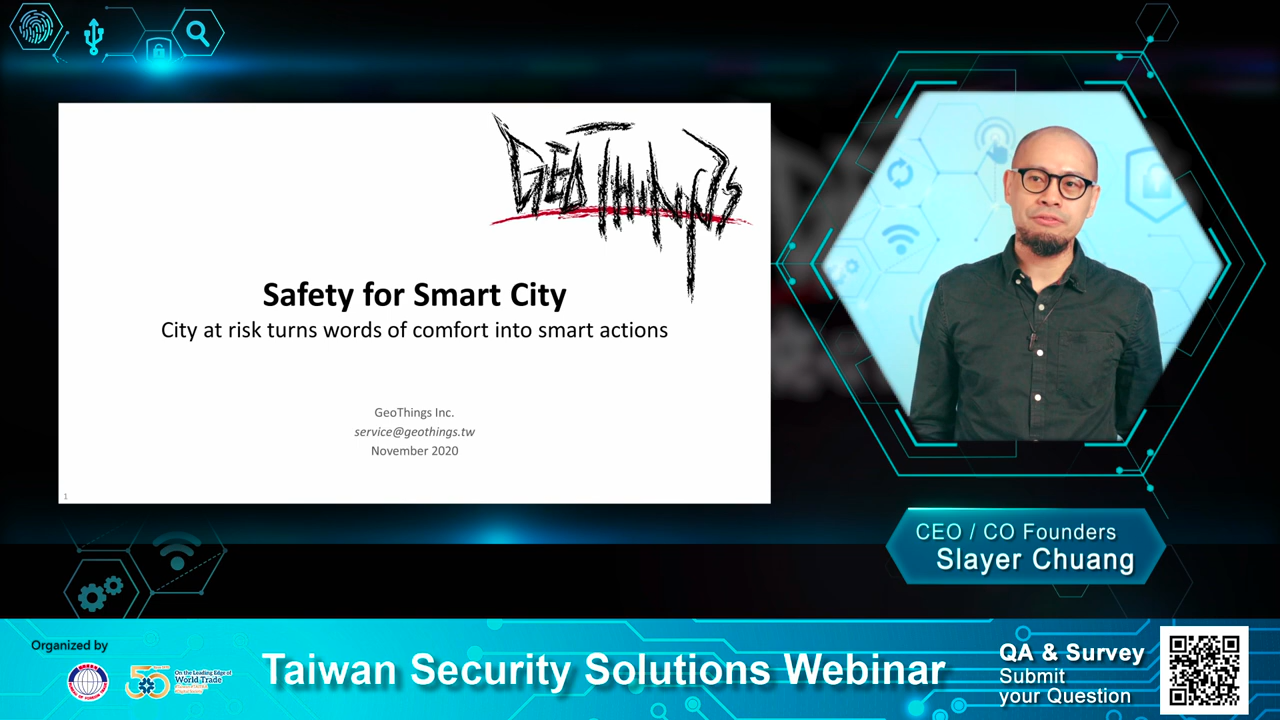 GEOTHINGS
Safety for Smart City
City at risk turns words of comfort into smart actions
GeoThings Inc.
service@geothings.tw
November 2020
1
CEO / CO Founders
Slayer Chuang
Organized by
50
On the Leading Edge of
World Trade
Taiwan Security Solutions Webinar
QA & Survey
Submit
your Question